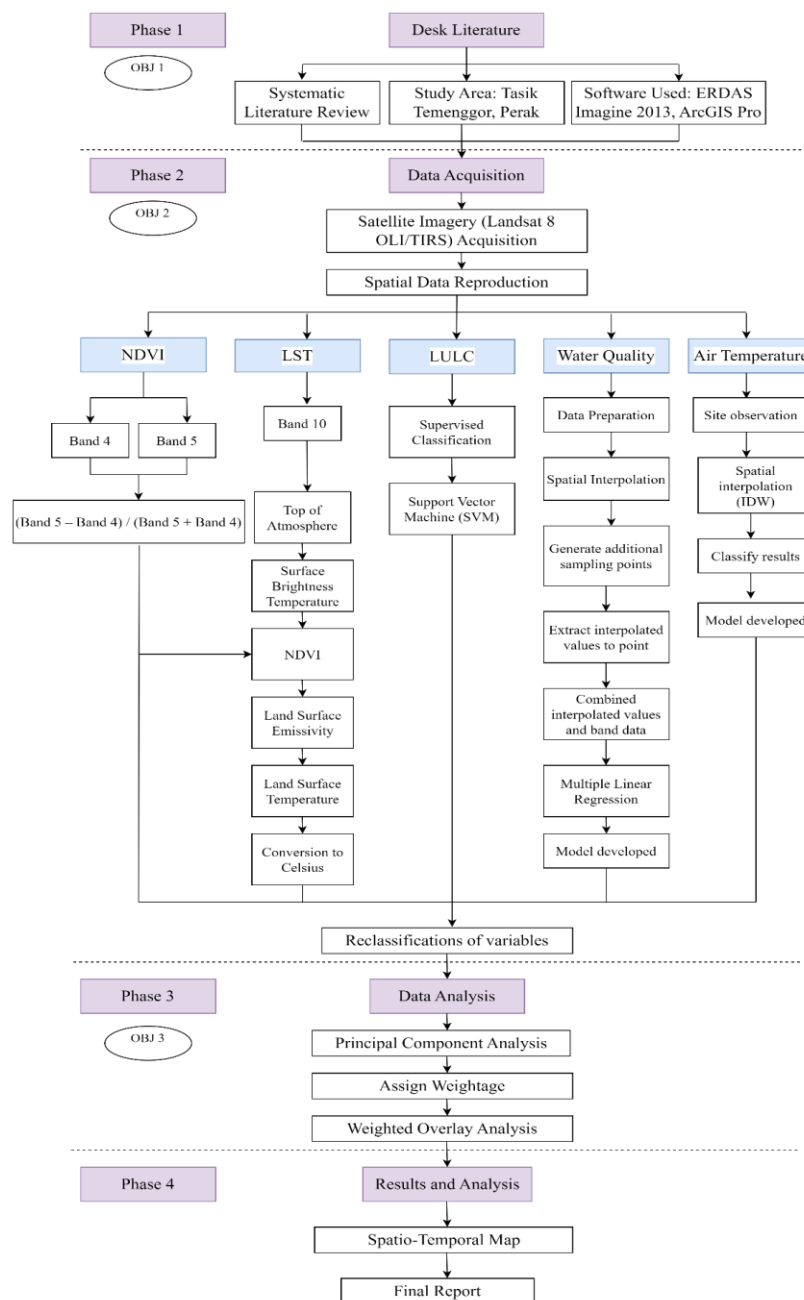 Phase 1
Desk Literature
OBJ 1
Systematic
Literature Review
Study Area: Tasik
Temenggor, Perak
Software Used: ERDAS
Imagine 2013, ArcGIS Pro
Phase 2
Data Acquisition
OBJ 2
Satellite Imagery (Landsat 8
OLI/TIRS) Acquisition
Spatial Data Reproduction
NDVI
LST
LULC
Water Quality
Air Temperature
Band 4
Band 5
(Band 5 – Band 4) / (Band 5 + Band 4)
Band 10
Top of
Atmosphere
Surface
Brightness
Temperature
NDVI
Land Surface
Emissivity
Land Surface
Temperature
Conversion to
Celsius
Supervised
Classification
Support Vector
Machine (SVM)
Data Preparation
Spatial Interpolation
Generate additional
sampling points
Extract interpolated
values to point
Combined
interpolated values
and band data
Multiple Linear
Regression
Model developed
Site observation
Spatial
interpolation
(IDW)
Classify results
Model developed
Reclassifications of variables
Phase 3
Data Analysis
OBJ 3
Principal Component Analysis
Assign Weightage
Weighted Overlay Analysis
Phase 4
Results and Analysis
Spatio-Temporal Map
Final Report